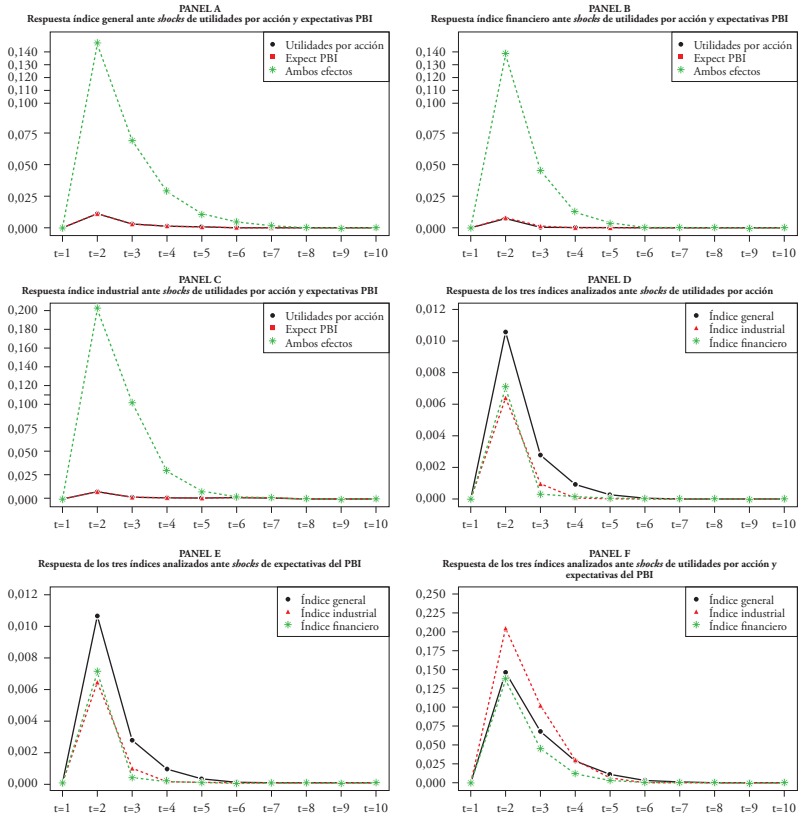 PANEL A
Respuesta índice general ante shocks de utilidades por acción y expectativas PBI
0,140
0,130
0,120
0,110
0,100
0,075
0,050
0,025
0,000
Utilidades por acción
Expect PBI
Ambos efectos
t=1 t=2 t=3 t=4 t=5 t=6 t=7 t=8 t=9 t=10
PANEL B
Respuesta índice financiero ante shocks de utilidades por acción y expectativas PBI
0,140
0,130
0,120
0,110
0,100
0,075
0,050
0,025
0,000
Utilidades por acción
Expect PBI
Ambos efectos
t=1 t=2 t=3 t=4 t=5 t=6 t=7 t=8 t=9 t=10
PANEL C
Respuesta índice industrial ante shocks de utilidades por acción y expectativas PBI
0,200
0,180
0,160
0,140
0,120
0,100
0,075
0,050
0,025
0,000
Utilidades por acción
Expect PBI
Ambos efectos
t=1 t=2 t=3 t=4 t=5 t=6 t=7 t=8 t=9 t=10
PANEL D
Respuesta de los tres índices analizados ante shocks de utilidades por acción
0,012
0,010
0,008
0,006
0,004
0,002
0,000
Índice general
Índice industrial
Índice financiero
t=1 t=2 t=3 t=4 t=5 t=6 t=7 t=8 t=9 t=10
PANEL E
Respuesta de los tres índices analizados ante shocks de expectativas del PBI
0,012
0,010
0,008
0,006
0,004
0,002
0,000
Índice general
Índice industrial
Índice financiero
t=1 t=2 t=3 t=4 t=5 t=6 t=7 t=8 t=9 t=10
PANEL F
Respuesta de los tres índices analizados ante shocks de utilidades por acción y
expectativas del PBI
0,250
0,225
0,200
0,175
0,150
0,125
0,100
0,075
0,050
0,025
0,000
Índice general
Índice industrial
Índice financiero
t=1 t=2 t=3 t=4 t=5 t=6 t=7 t=8 t=9 t=10